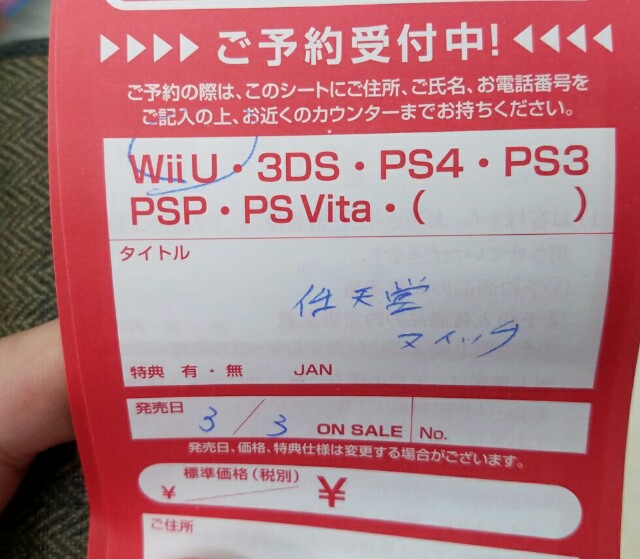 ご予約受付中!
ご予約の際は、このシートにご住所、ご氏名、お電話番号を
ご記入の上、お近くのカウンターまでお持ちください。
Wii U・3DS・PS4・PS3
PSP・PS Vita・(     )
タイトル
任天堂
スイッチ
特典 有・無 JAN
発売日
3/3 ON SALE No.
発売日、価格、特典仕様は変更する場合がございます。
標準価格(税別)
¥ ¥
ご住所